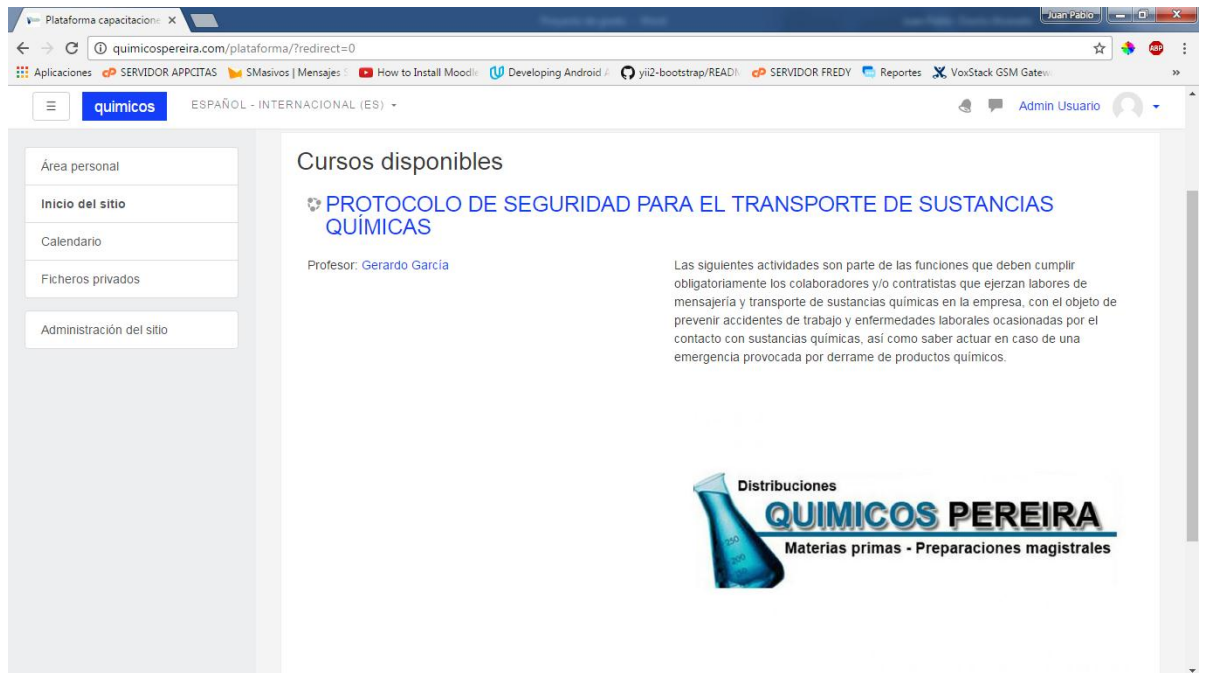 Plataforma capacitacione
Juan Pablo
quimicospereira.com/plataforma/?redirect=0
ABP
Aplicaciones cP SERVIDOR APPCITAS SMasivos | Mensajes S How to Install Moodle Developing Android A yii2-bootstrap/READM cP SERVIDOR FREDY Reportes VoxStack GSM Gatew »
quimicos ESPAÑOL - INTERNACIONAL (ES) Admin Usuario
Área personal
Inicio del sitio
Calendario
Ficheros privados
Administración del sitio
Cursos disponibles
PROTOCOLO DE SEGURIDAD PARA EL TRANSPORTE DE SUSTANCIAS
QUÍMICAS
Profesor: Gerardo García
Las siguientes actividades son parte de las funciones que deben cumplir
obligatoriamente los colaboradores y/o contratistas que ejerzan labores de
mensajería y transporte de sustancias químicas en la empresa, con el objeto de
prevenir accidentes de trabajo y enfermedades laborales ocasionadas por el
contacto con sustancias químicas, así como saber actuar en caso de una
emergencia provocada por derrame de productos químicos.
Distribuciones
QUIMICOS PEREIRA
Materias primas - Preparaciones magistrales
250
200